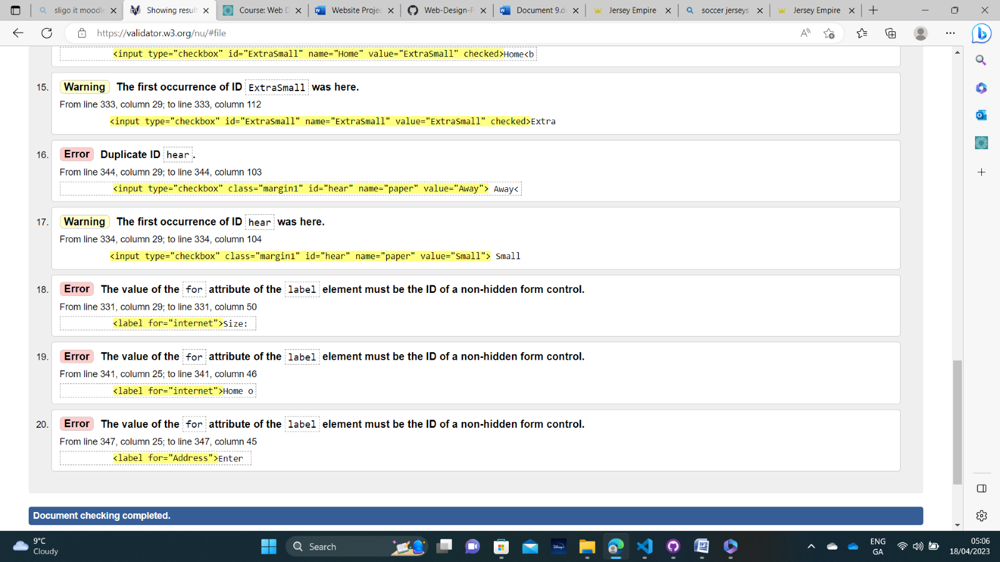 sligo it moodle
Showing result
Course: Web D
Website Projec
Web-Design-P
Document 9.d
Jersey Empire
soccer jerseys
Jersey Empire
https://validator.w3.org/nu/#file
<input type="checkbox" id="ExtraSmall" name="Home" value="ExtraSmall" checked>Home<b
15. Warning The first occurrence of ID ExtraSmall was here.
From line 333, column 29; to line 333, column 112
<input type="checkbox" id="ExtraSmall" name="ExtraSmall" value="ExtraSmall" checked>Extra
16. Error Duplicate ID hear.
From line 344, column 29; to line 344, column 103
<input type="checkbox" class="margin1" id="hear" name="paper" value="Away"> Away<
17. Warning The first occurrence of ID hear was here.
From line 334, column 29; to line 334, column 104
<input type="checkbox" class="margin1" id="hear" name="paper" value="Small"> Small
18. Error The value of the for attribute of the label element must be the ID of a non-hidden form control.
From line 331, column 29; to line 331, column 50
<label for="internet">Size:
19. Error The value of the for attribute of the label element must be the ID of a non-hidden form control.
From line 341, column 25; to line 341, column 46
<label for="internet">Home o
20. Error The value of the for attribute of the label element must be the ID of a non-hidden form control.
From line 347, column 25; to line 347, column 45
<label for="Address">Enter
Document checking completed.
9°C
Cloudy
Search
ENG
GA
05:06
18/04/2023